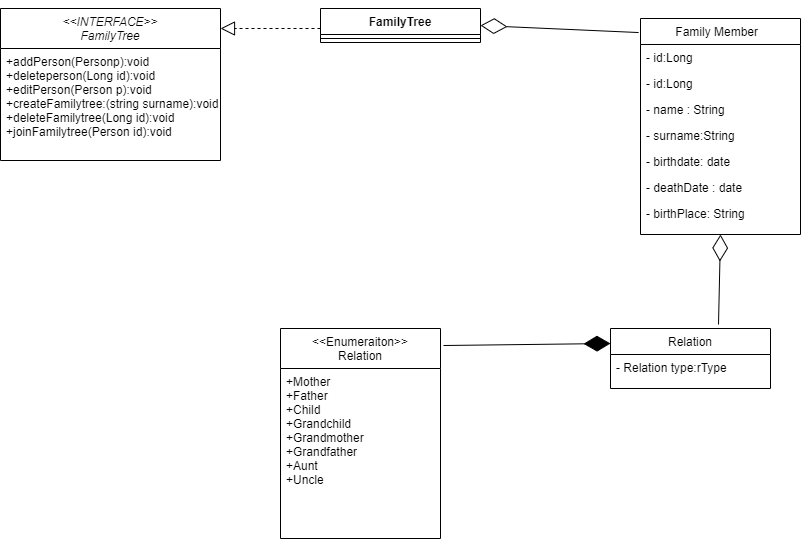 <<INTERFACE>>
FamilyTree
+addPerson(Personp):void
+deleteperson(Long id):void
+editPerson(Person p):void
+createFamilytree:(string surname):void
+deleteFamilytree(Long id):void
+joinFamilytree(Person id):void
FamilyTree
Family Member
- id:Long
- id:Long
- name : String
- surname:String
- birthdate: date
- deathDate : date
- birthPlace: String
<<Enumeraiton>>
Relation
+Mother
+Father
+Child
+Grandchild
+Grandmother
+Grandfather
+Aunt
+Uncle
Relation
- Relation type:rType